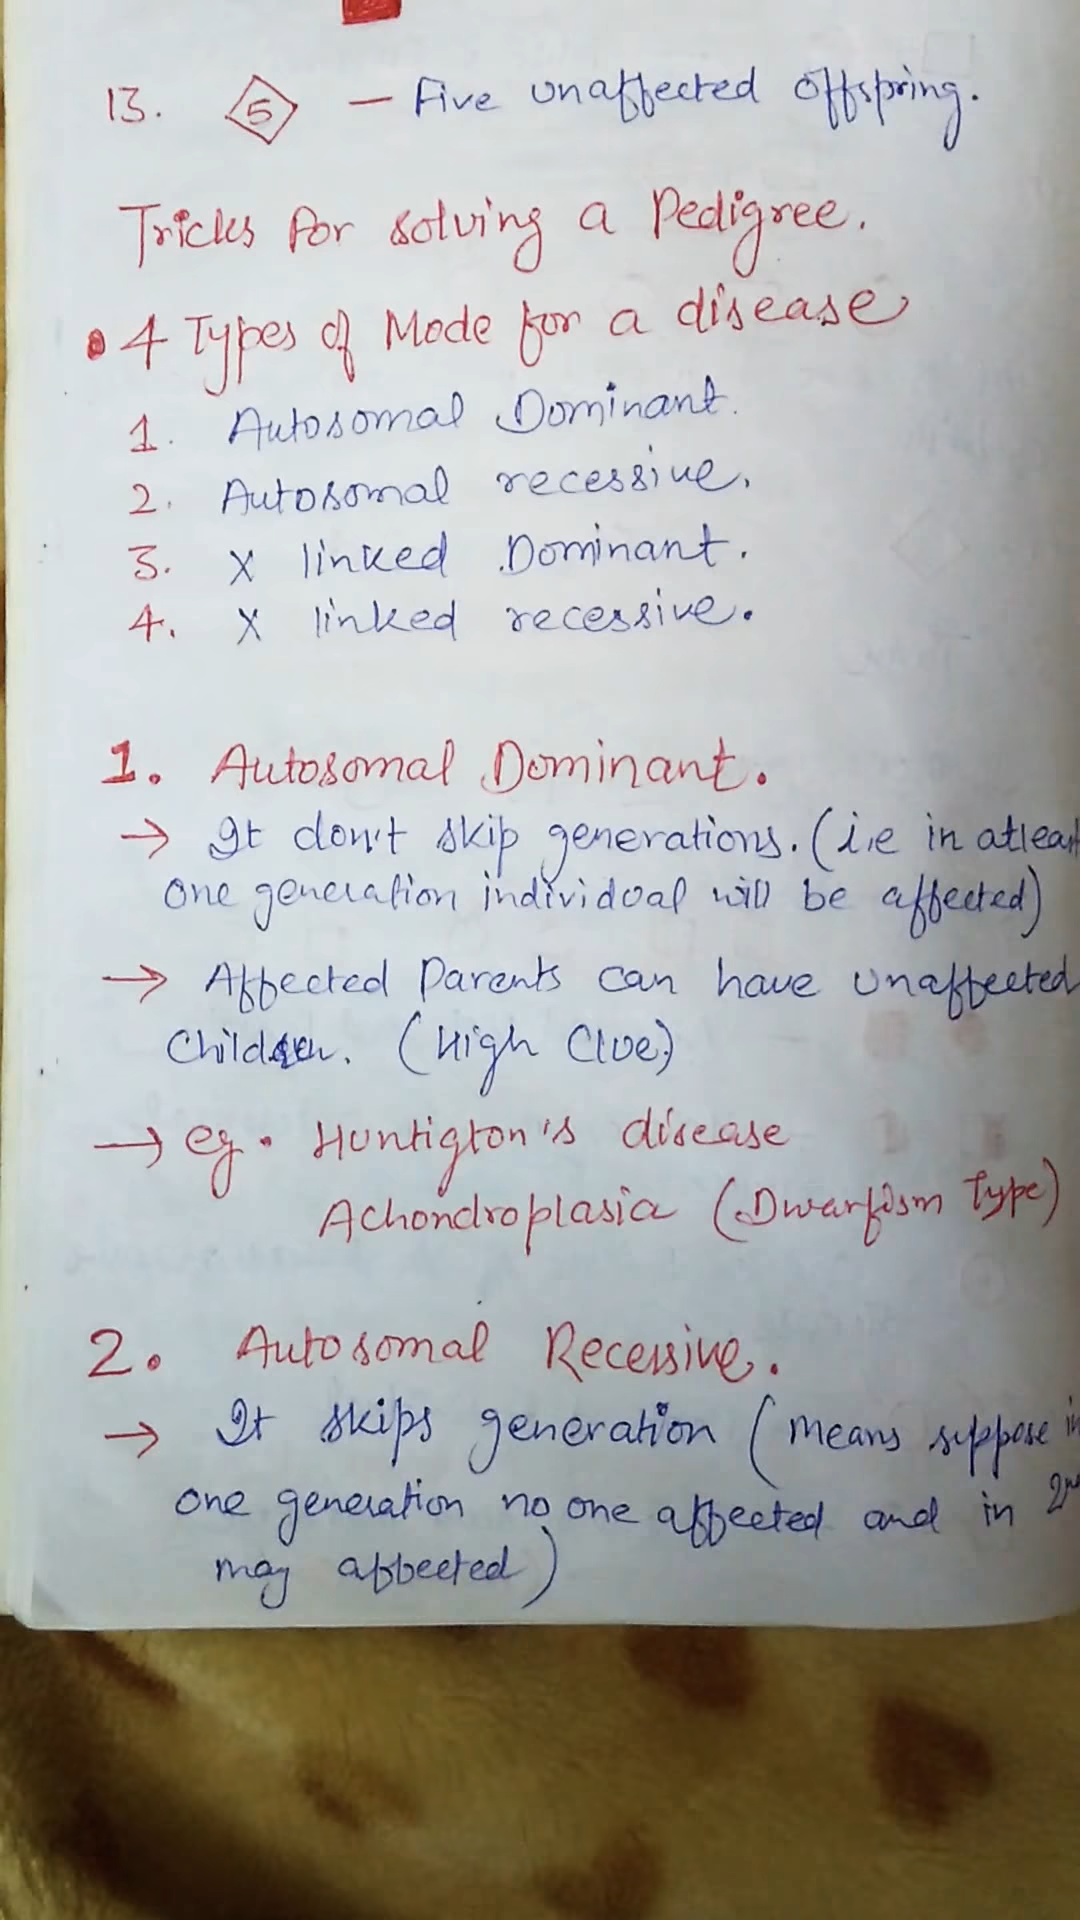 13. 5 — Five unaffected offspring.
Tricks for solving a Pedigree.
• 4 Types of Mode for a disease
1. Autosomal Dominant.
2. Autosomal recessive.
3. X linked Dominant.
4. X linked recessive.
1. Autosomal Dominant.
→ It don't skip generations. (i.e in atleast
one generation individual will be affected)
→ Affected Parents can have unaffected
Children. (High Clue)
→ eg. Huntigton's disease
Achondroplasia (Dwarfism Type)
2. Autosomal Recessive.
→ It skips generation (means suppose in
one generation no one affected and in 2nd
may affected)